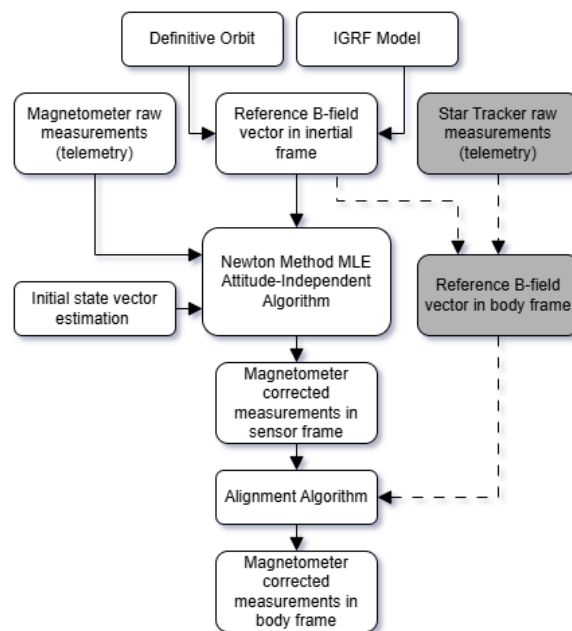 Definitive Orbit
IGRF Model
Magnetometer raw
measurements
(telemetry)
Reference B-field
vector in inertial
frame
Star Tracker raw
measurements
(telemetry)
Newton Method MLE
Attitude-Independent
Algorithm
Reference B-field
vector in body frame
Initial state vector
estimation
Magnetometer
corrected
measurements in
sensor frame
Alignment Algorithm
Magnetometer
corrected
measurements in
body frame